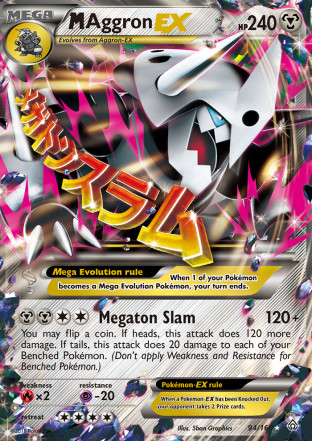 MEGA
MAggronEX
HP240
Evolves from Aggron-EX
メガトンスラム
Mega Evolution rule
When 1 of your Pokémon
becomes a Mega Evolution Pokémon, your turn ends.
Megaton Slam 120+
You may flip a coin. If heads, this attack does 120 more
damage. If tails, this attack does 20 damage to each of your
Benched Pokémon. (Don't apply Weakness and Resistance for
Benched Pokémon.)
weakness
×2
resistance
-20
retreat
Pokémon-EX rule
When a Pokémon-EX has been Knocked Out,
your opponent takes 2 Prize cards.
Illus. 5ban Graphics